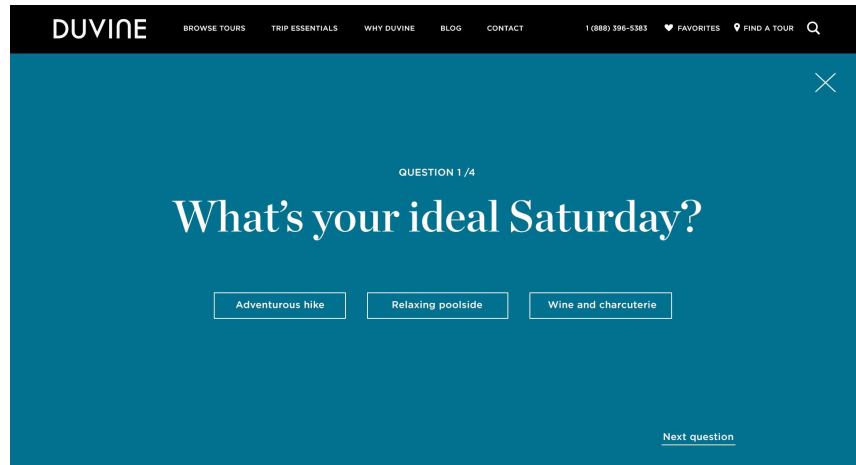 DUVINE BROWSE TOURS TRIP ESSENTIALS WHY DUVINE BLOG CONTACT 1 (888) 396-5383 FAVORITES FIND A TOUR
QUESTION 1 /4
What's your ideal Saturday?
Adventurous hike Relaxing poolside Wine and charcuterie
Next question